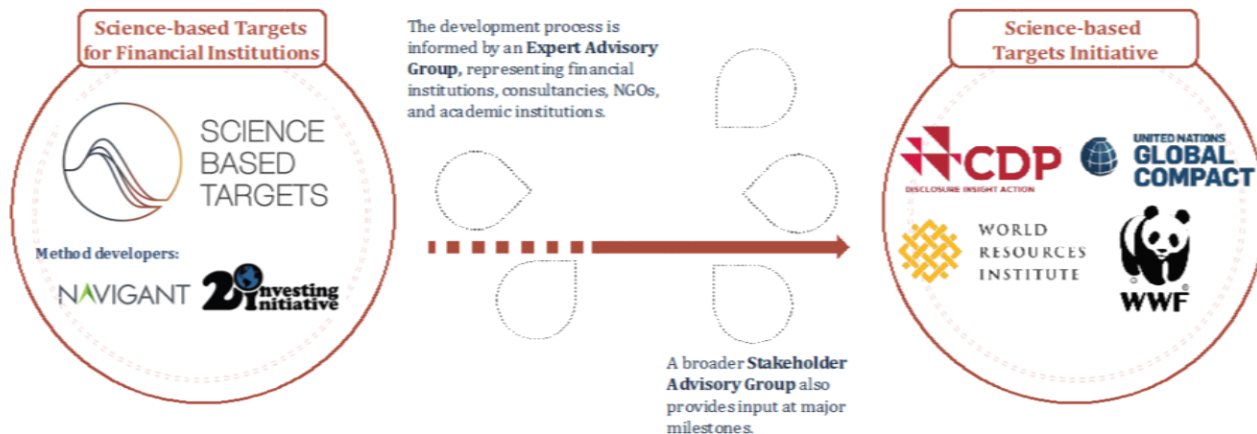 Science-based Targets
for Financial Institutions
SCIENCE
BASED
TARGETS
Method developers:
NAVIGANT
2° investing
initiative
The development process is
informed by an Expert Advisory
Group, representing financial
institutions, consultancies, NGOs,
and academic institutions.
A broader Stakeholder
Advisory Group also
provides input at major
milestones.
Science-based
Targets Initiative
CDP
DISCLOSURE INSIGHT ACTION
UNITED NATIONS
GLOBAL
COMPACT
WORLD
RESOURCES
INSTITUTE
WWF